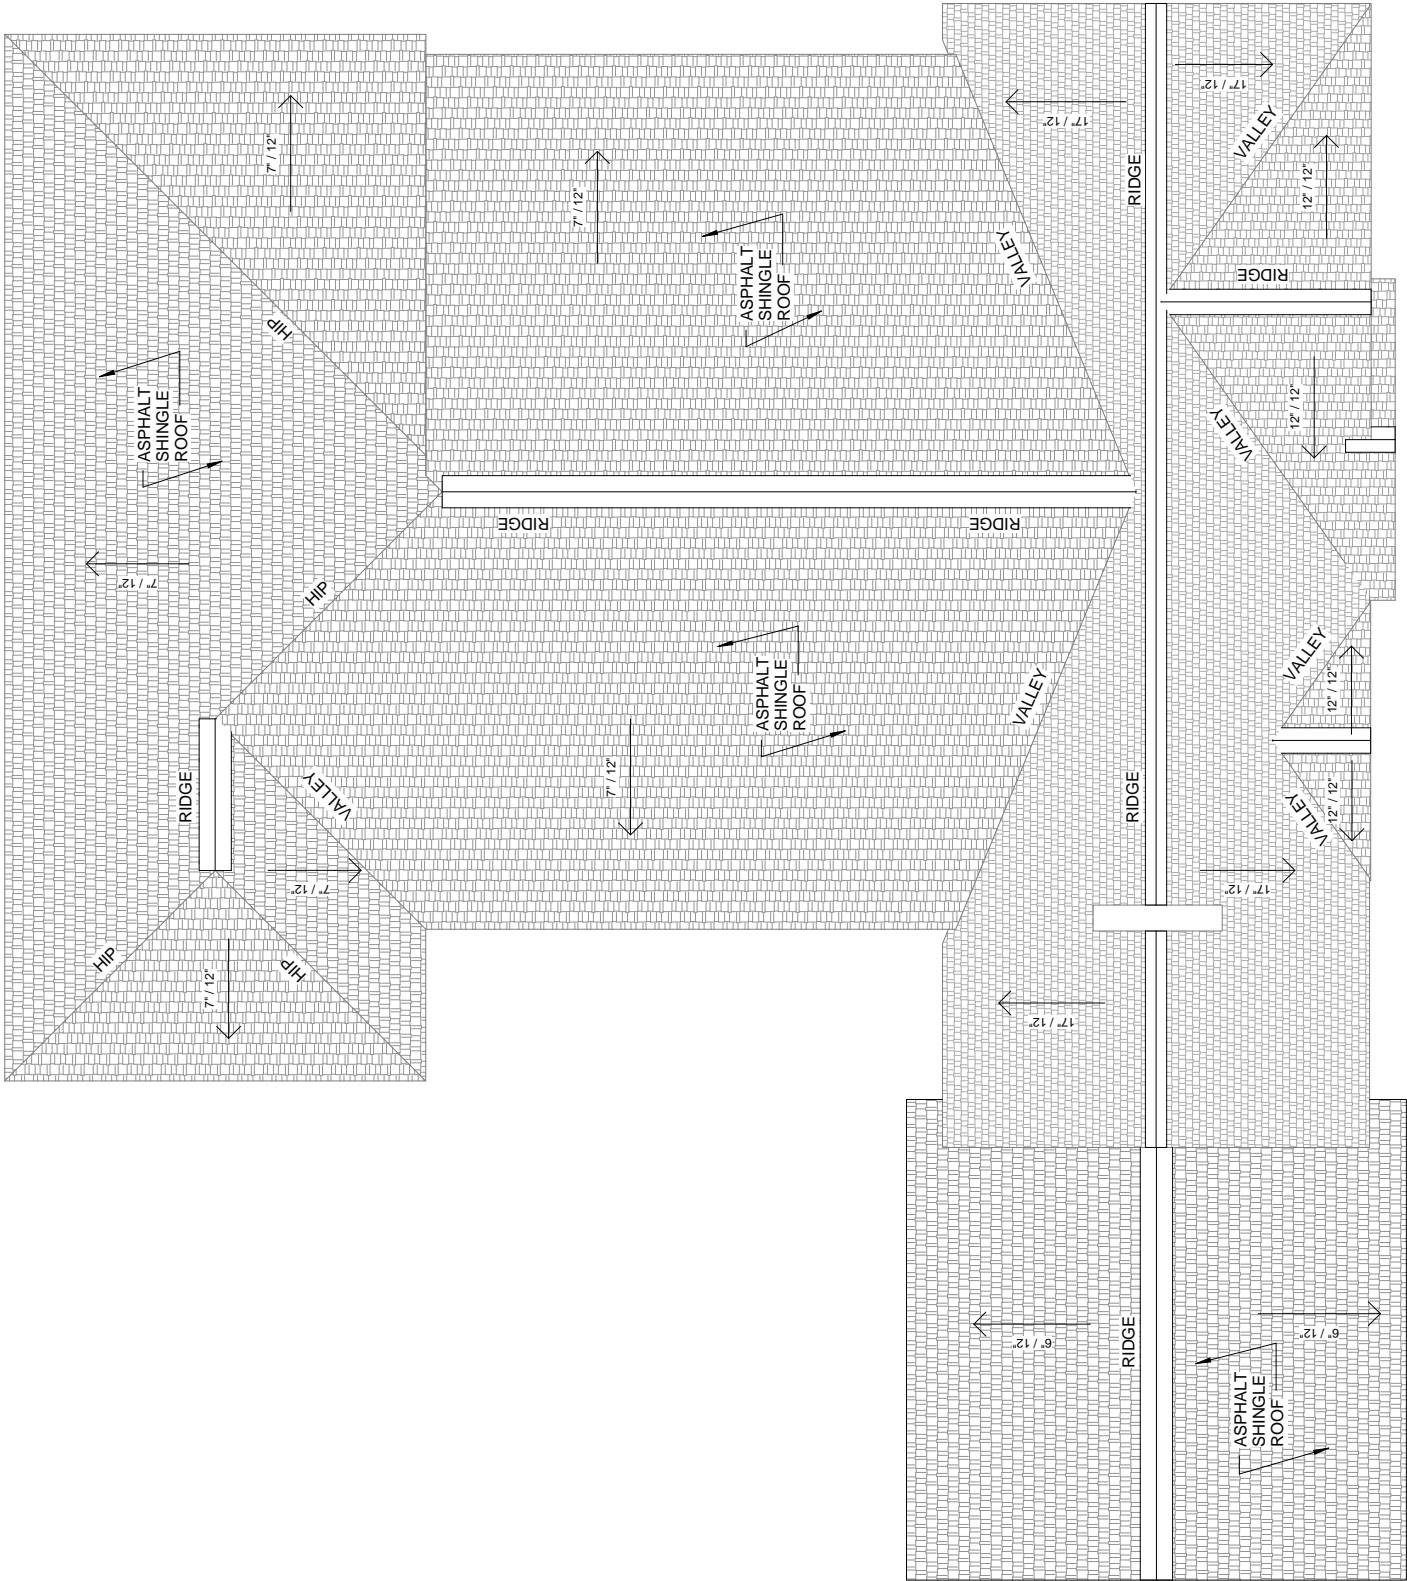 17" / 12"
17" / 12"
VALLEY
7" / 12"
7" / 12"
12" / 12"
RIDGE
VALLEY
RIDGE
ASPHALT
SHINGLE
ROOF
HIP
ASPHALT
SHINGLE
ROOF
12" / 12"
VALLEY
RIDGE
RIDGE
7" / 12"
HIP
VALLEY
12" / 12"
ASPHALT
SHINGLE
ROOF
VALLEY
7" / 12"
RIDGE
VALLEY
RIDGE
12" / 12"
VALLEY
7" / 12"
17" / 12"
HIP
HIP
7" / 12"
17" / 12"
6" / 12"
RIDGE
6" / 12"
ASPHALT
SHINGLE
ROOF